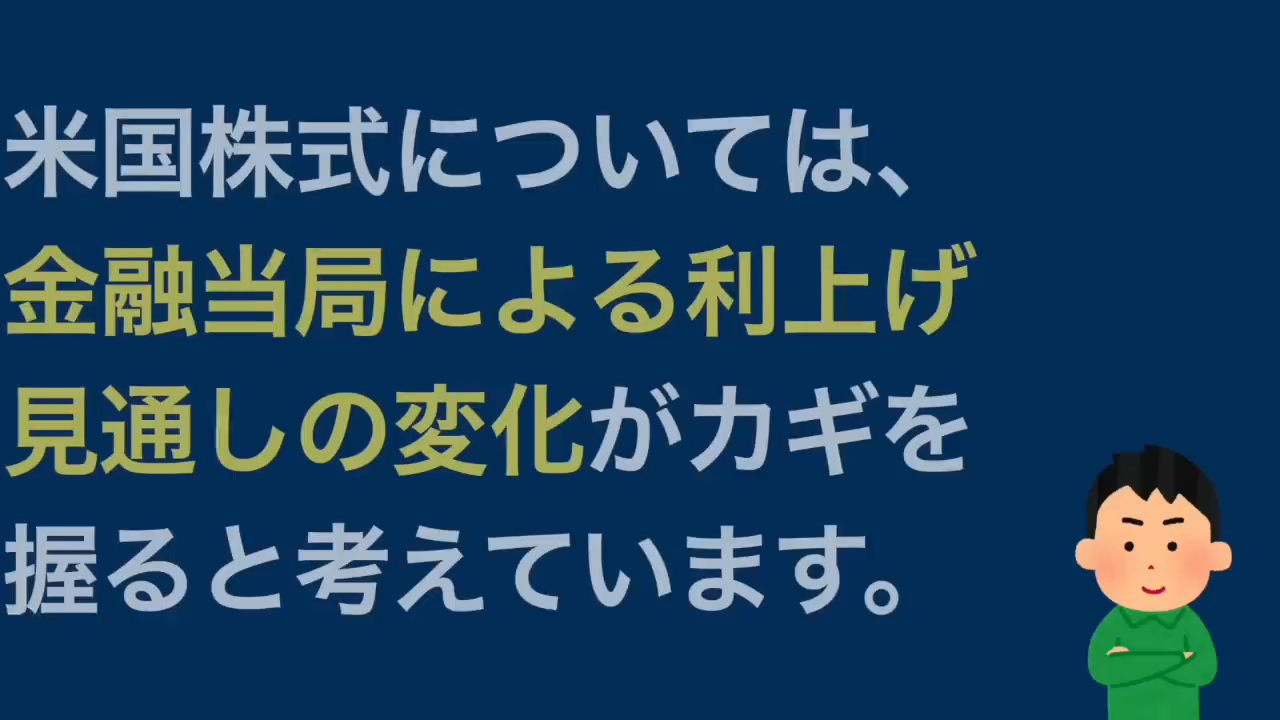 米国株式については、
金融当局による利上げ
見通しの変化がカギを
握ると考えています。